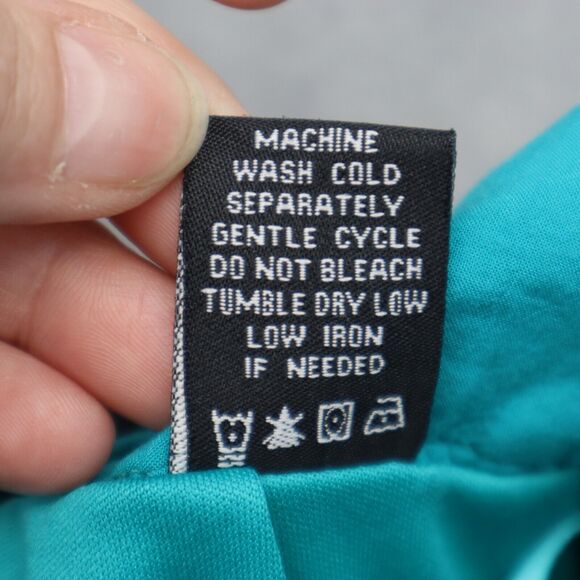 MACHINE
WASH COLD
SEPARATELY
GENTLE CYCLE
DO NOT BLEACH
TUMBLE DRY LOW
LOW IRON
IF NEEDED